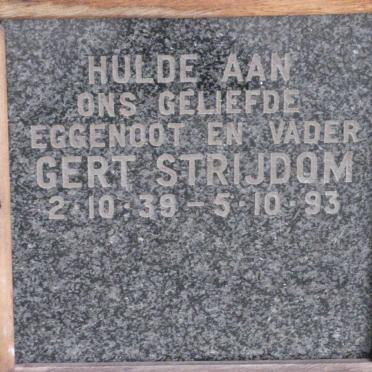 HULDE AAN
ONS GELIEFDE
EGGENOOT EN VADER
GERT STRIJDOM
2·10·39 – 5·10·93